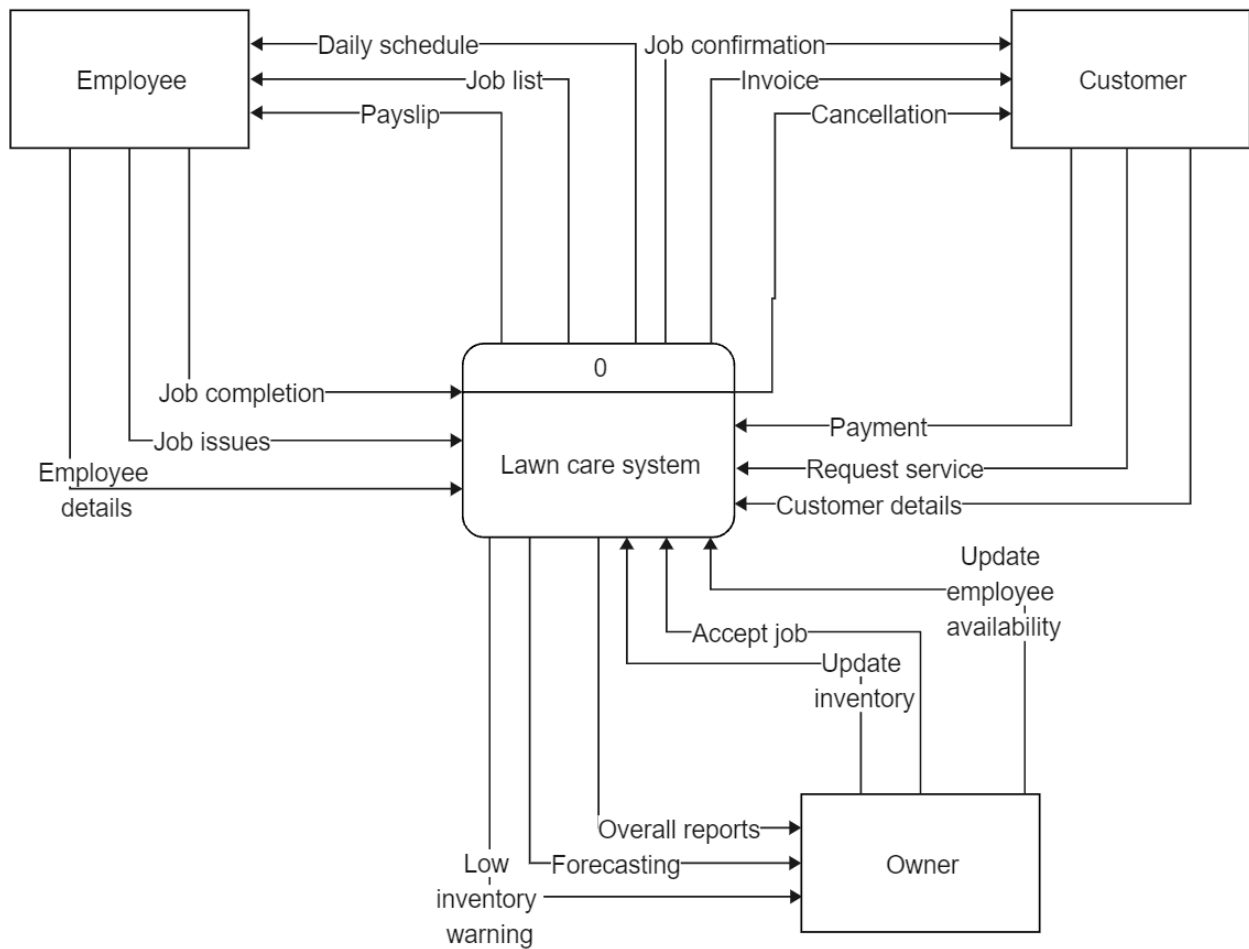 Employee
Daily schedule
Job list
Payslip
Job confirmation
Invoice
Cancellation
Customer
0
Lawn care system
Job completion
Job issues
Employee
details
Payment
Request service
Customer details
Update
employee
availability
Accept job
Update
inventory
Overall reports
Forecasting
Low
inventory
warning
Owner